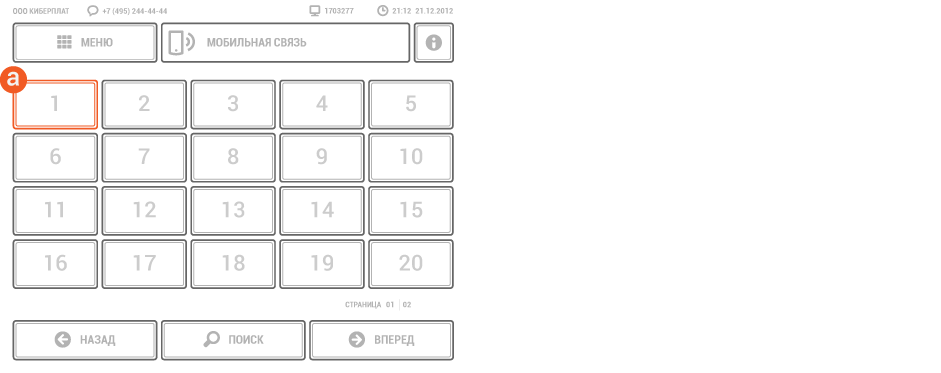 ООО КИБЕРПЛАТ +7 (495) 244-44-44 1703277 21:12 21.12.2012
МЕНЮ МОБИЛЬНАЯ СВЯЗЬ
a
1 2 3 4 5
6 7 8 9 10
11 12 13 14 15
16 17 18 19 20
СТРАНИЦА 01 02
НАЗАД ПОИСК ВПЕРЕД